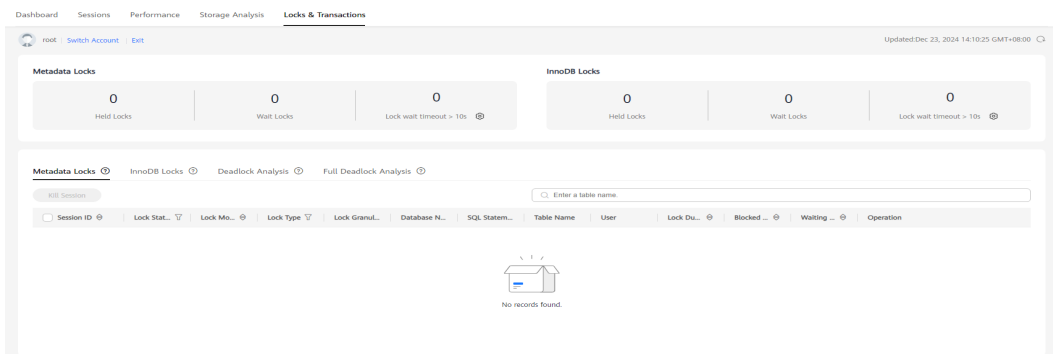 Dashboard Sessions Performance Storage Analysis Locks & Transactions
root Switch Account Exit Updated:Dec 23, 2024 14:10:25 GMT+08:00
Metadata Locks InnoDB Locks
0 0 0 0 0 0
Held Locks Wait Locks Lock wait timeout > 10s Held Locks Wait Locks Lock wait timeout > 10s
Metadata Locks InnoDB Locks Deadlock Analysis Full Deadlock Analysis
Kill Session Enter a table name.
Session ID Lock Stat... Lock Mo... Lock Type Lock Granul... Database N... SQL Statem... Table Name User Lock Du... Blocked ... Waiting ... Operation
No records found.